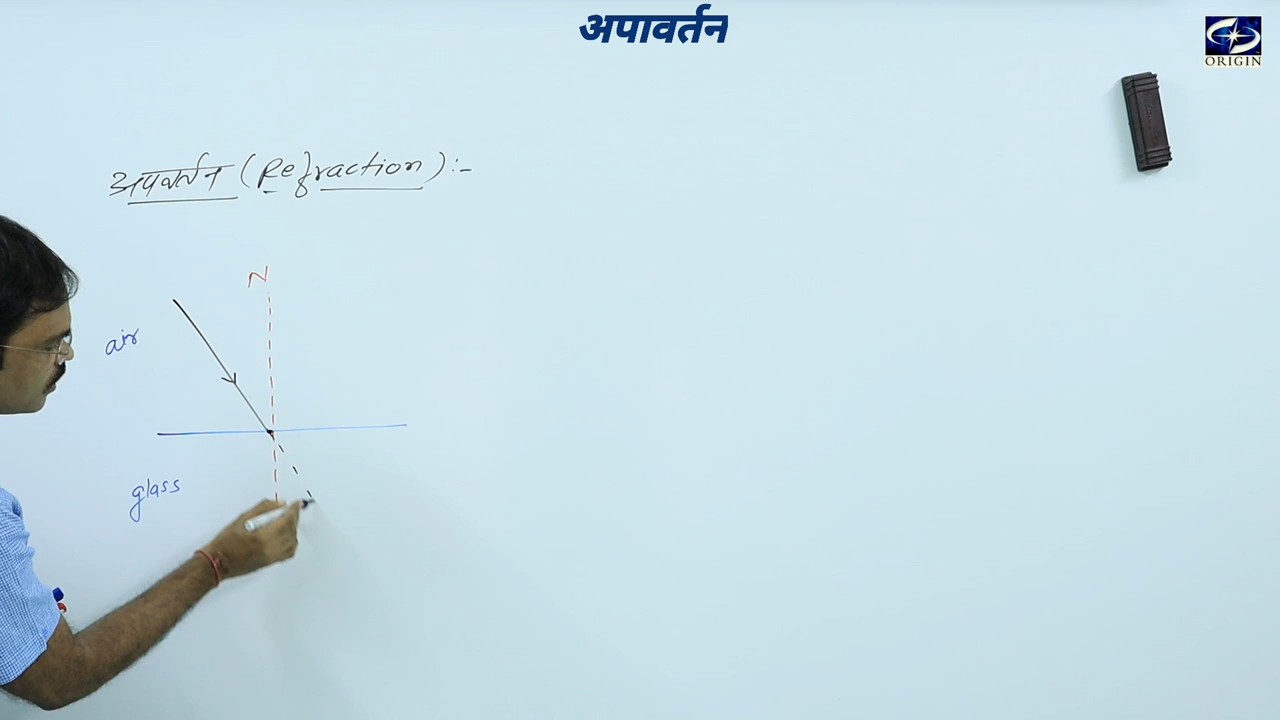 अपावर्तन
ORIGIN
अपवर्तन (Refraction) :-
N
air
glass